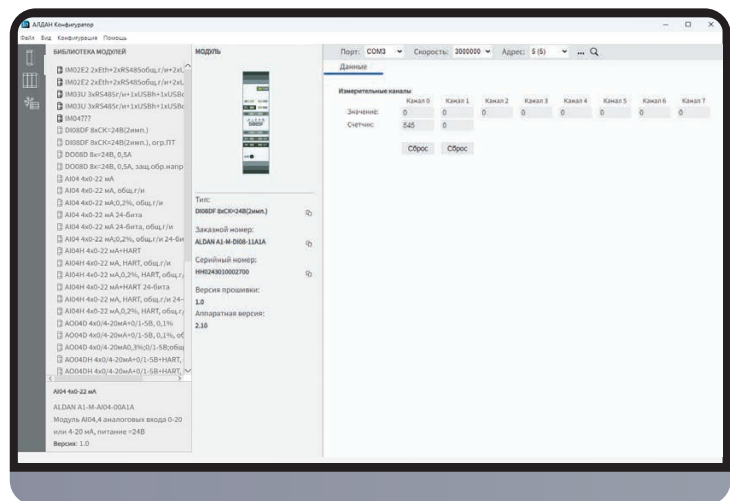 АЛДАН Конфигуратор
Файл Вид Конфигурация Помощь
БИБЛИОТЕКА МОДУЛЕЙ
IM02E2 2xEth+2xRS485общ.г/и+2xL
IM02E2 2xEth+2xRS485общ.г/и+2xL
IM03U 3xRS485г/и+1xUSBh+1xUSBd
IM03U 3xRS485г/и+1xUSBh+1xUSBd
IM04???
DI08DF 8xСК=24В(2имп.)
DI08DF 8xСК=24В(2имп.), огр.ПТ
DO08D 8x=24В, 0,5А
DO08D 8x=24В, 0,5А, защ.обр.напр
AI04 4x0-22 мА
AI04 4x0-22 мА, общ.г/и
AI04 4x0-22 мА;0,2%, общ.г/и
AI04 4x0-22 мА 24-бита
AI04 4x0-22 мА 24-бита, общ.г/и
AI04 4x0-22 мА;0,2%, общ.г/и 24-би
AI04H 4x0-22 мА+HART
AI04H 4x0-22 мА, HART, общ.г/и
AI04H 4x0-22 мА,0,2%, HART, общ.г/
AI04H 4x0-22 мА+HART 24-бита
AI04H 4x0-22 мА, HART, общ.г/и 24-
AI04H 4x0-22 мА,0,2%, HART, общ.г/
AO04D 4x0/4-20мА+0/1-5В, 0,1%
AO04D 4x0/4-20мА+0/1-5В, 0,1%, об
AO04D 4x0/4-20мА0,3%;0/1-5В;общ
AO04DH 4x0/4-20мА+0/1-5В+HART,
AO04DH 4x0/4-20мА+0/1-5В+HART,
AI04 4x0-22 мА
ALDAN A1-M-AI04-00A1A
Модуль AI04,4 аналоговых входа 0-20
или 4-20 мА, питание =24В
Версия: 1.0
МОДУЛЬ
Тип:
DI08DF 8xСК=24В(2имп.)
Заказной номер:
ALDAN A1-M-DI08-11A1A
Серийный номер:
HH0243010002700
Версия прошивки:
1.0
Аппаратная версия:
2.10
Порт: COM3 Скорость: 3000000 Адрес: 5 (5) ...
Данные
Измерительные каналы
Канал 0 Канал 1 Канал 2 Канал 3 Канал 4 Канал 5 Канал 6 Канал 7
Значение: 0 0 0 0 0 0 0 0
Счетчик: 545 0
Сброс Сброс